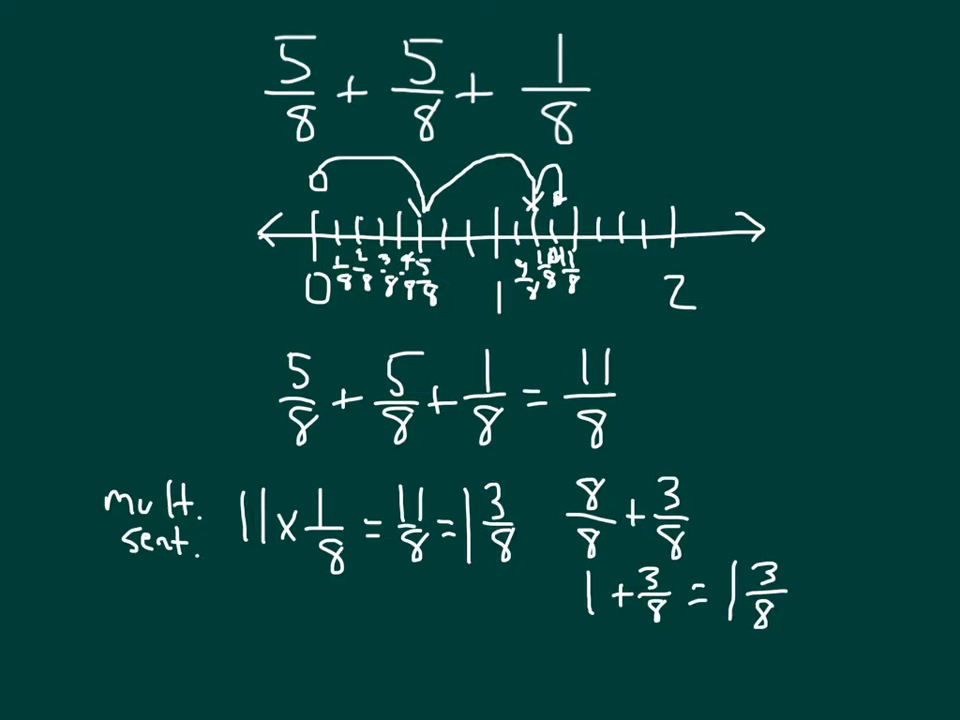 5/8 + 5/8 + 1/8
0
1/8 2/8 3/8 4/8 5/8 9/8 10/8 11/8
0 1 2
5/8 + 5/8 + 1/8 = 11/8
mult. sent. 11 x 1/8 = 11/8 = 1 3/8
8/8 + 3/8
1 + 3/8 = 1 3/8